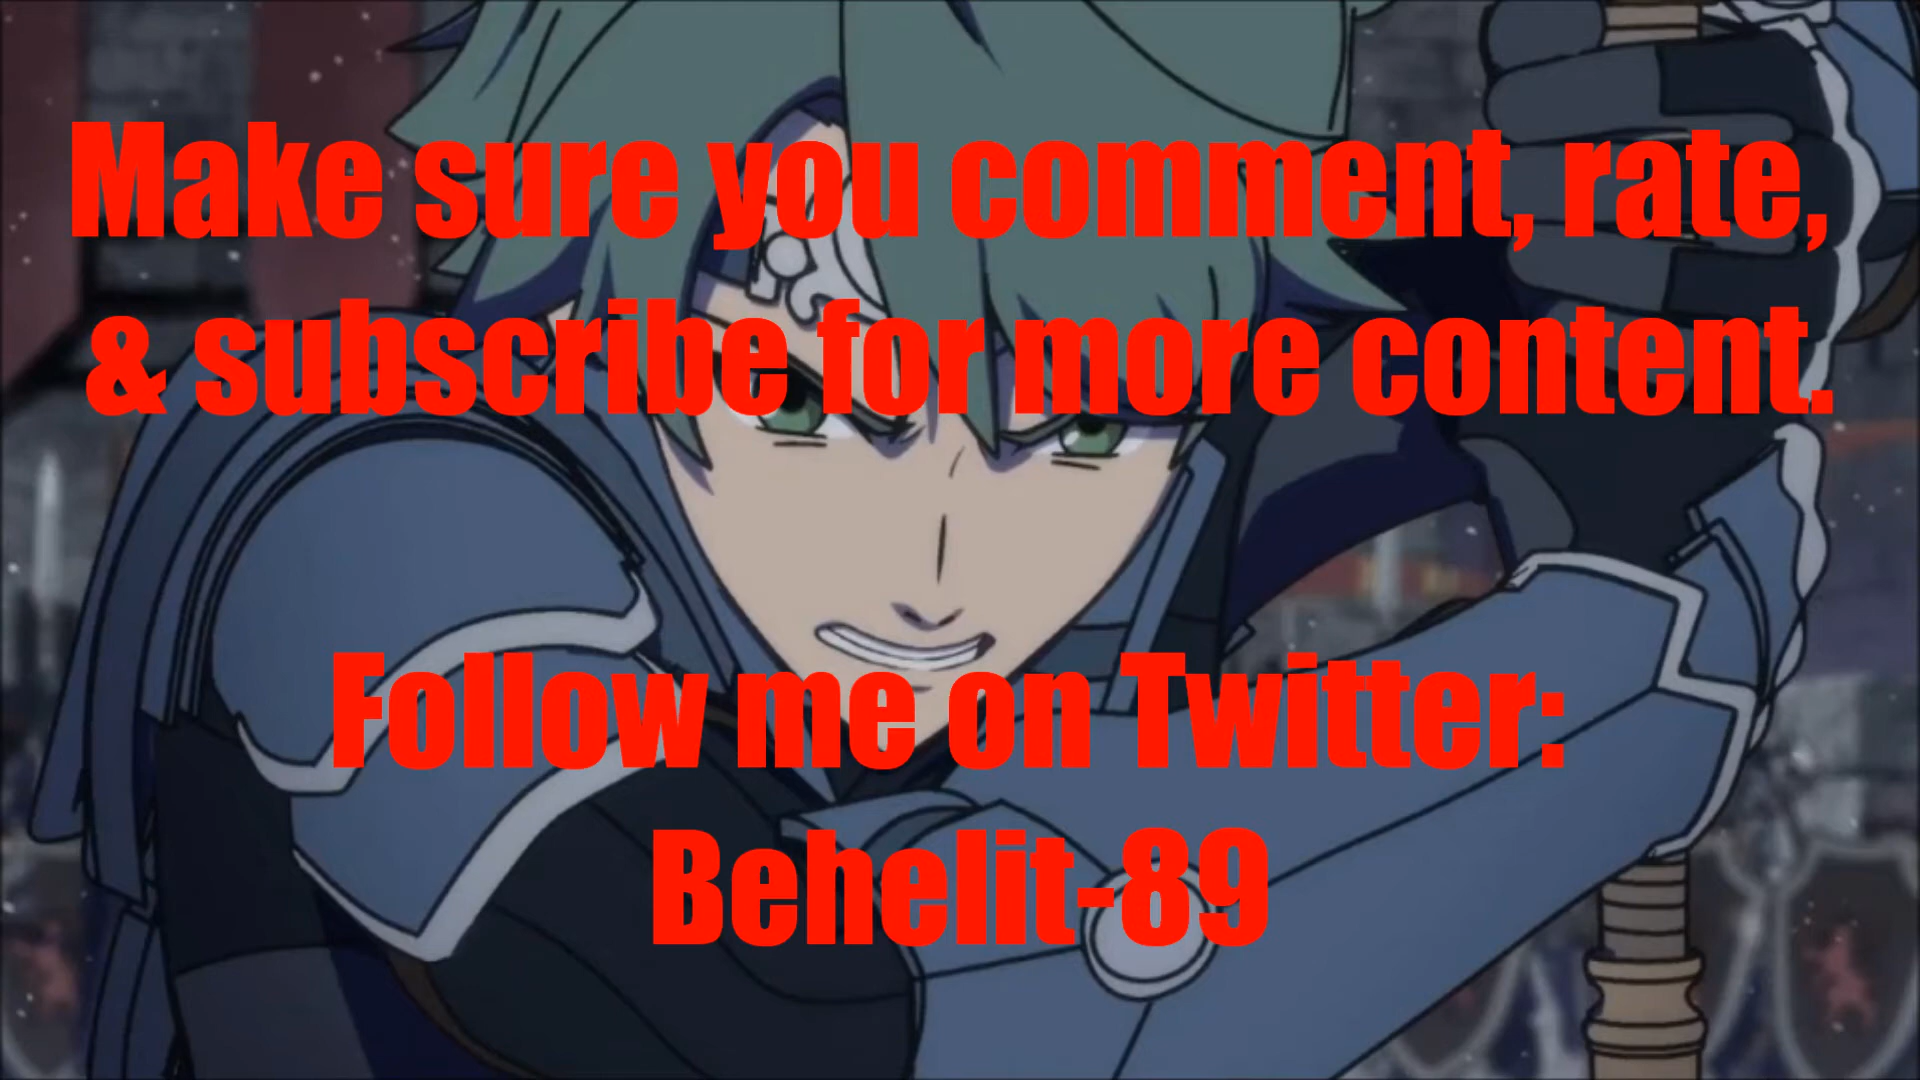 Make sure you comment, rate,
& subscribe for more content.
Follow me on Twitter:
Behelit-89